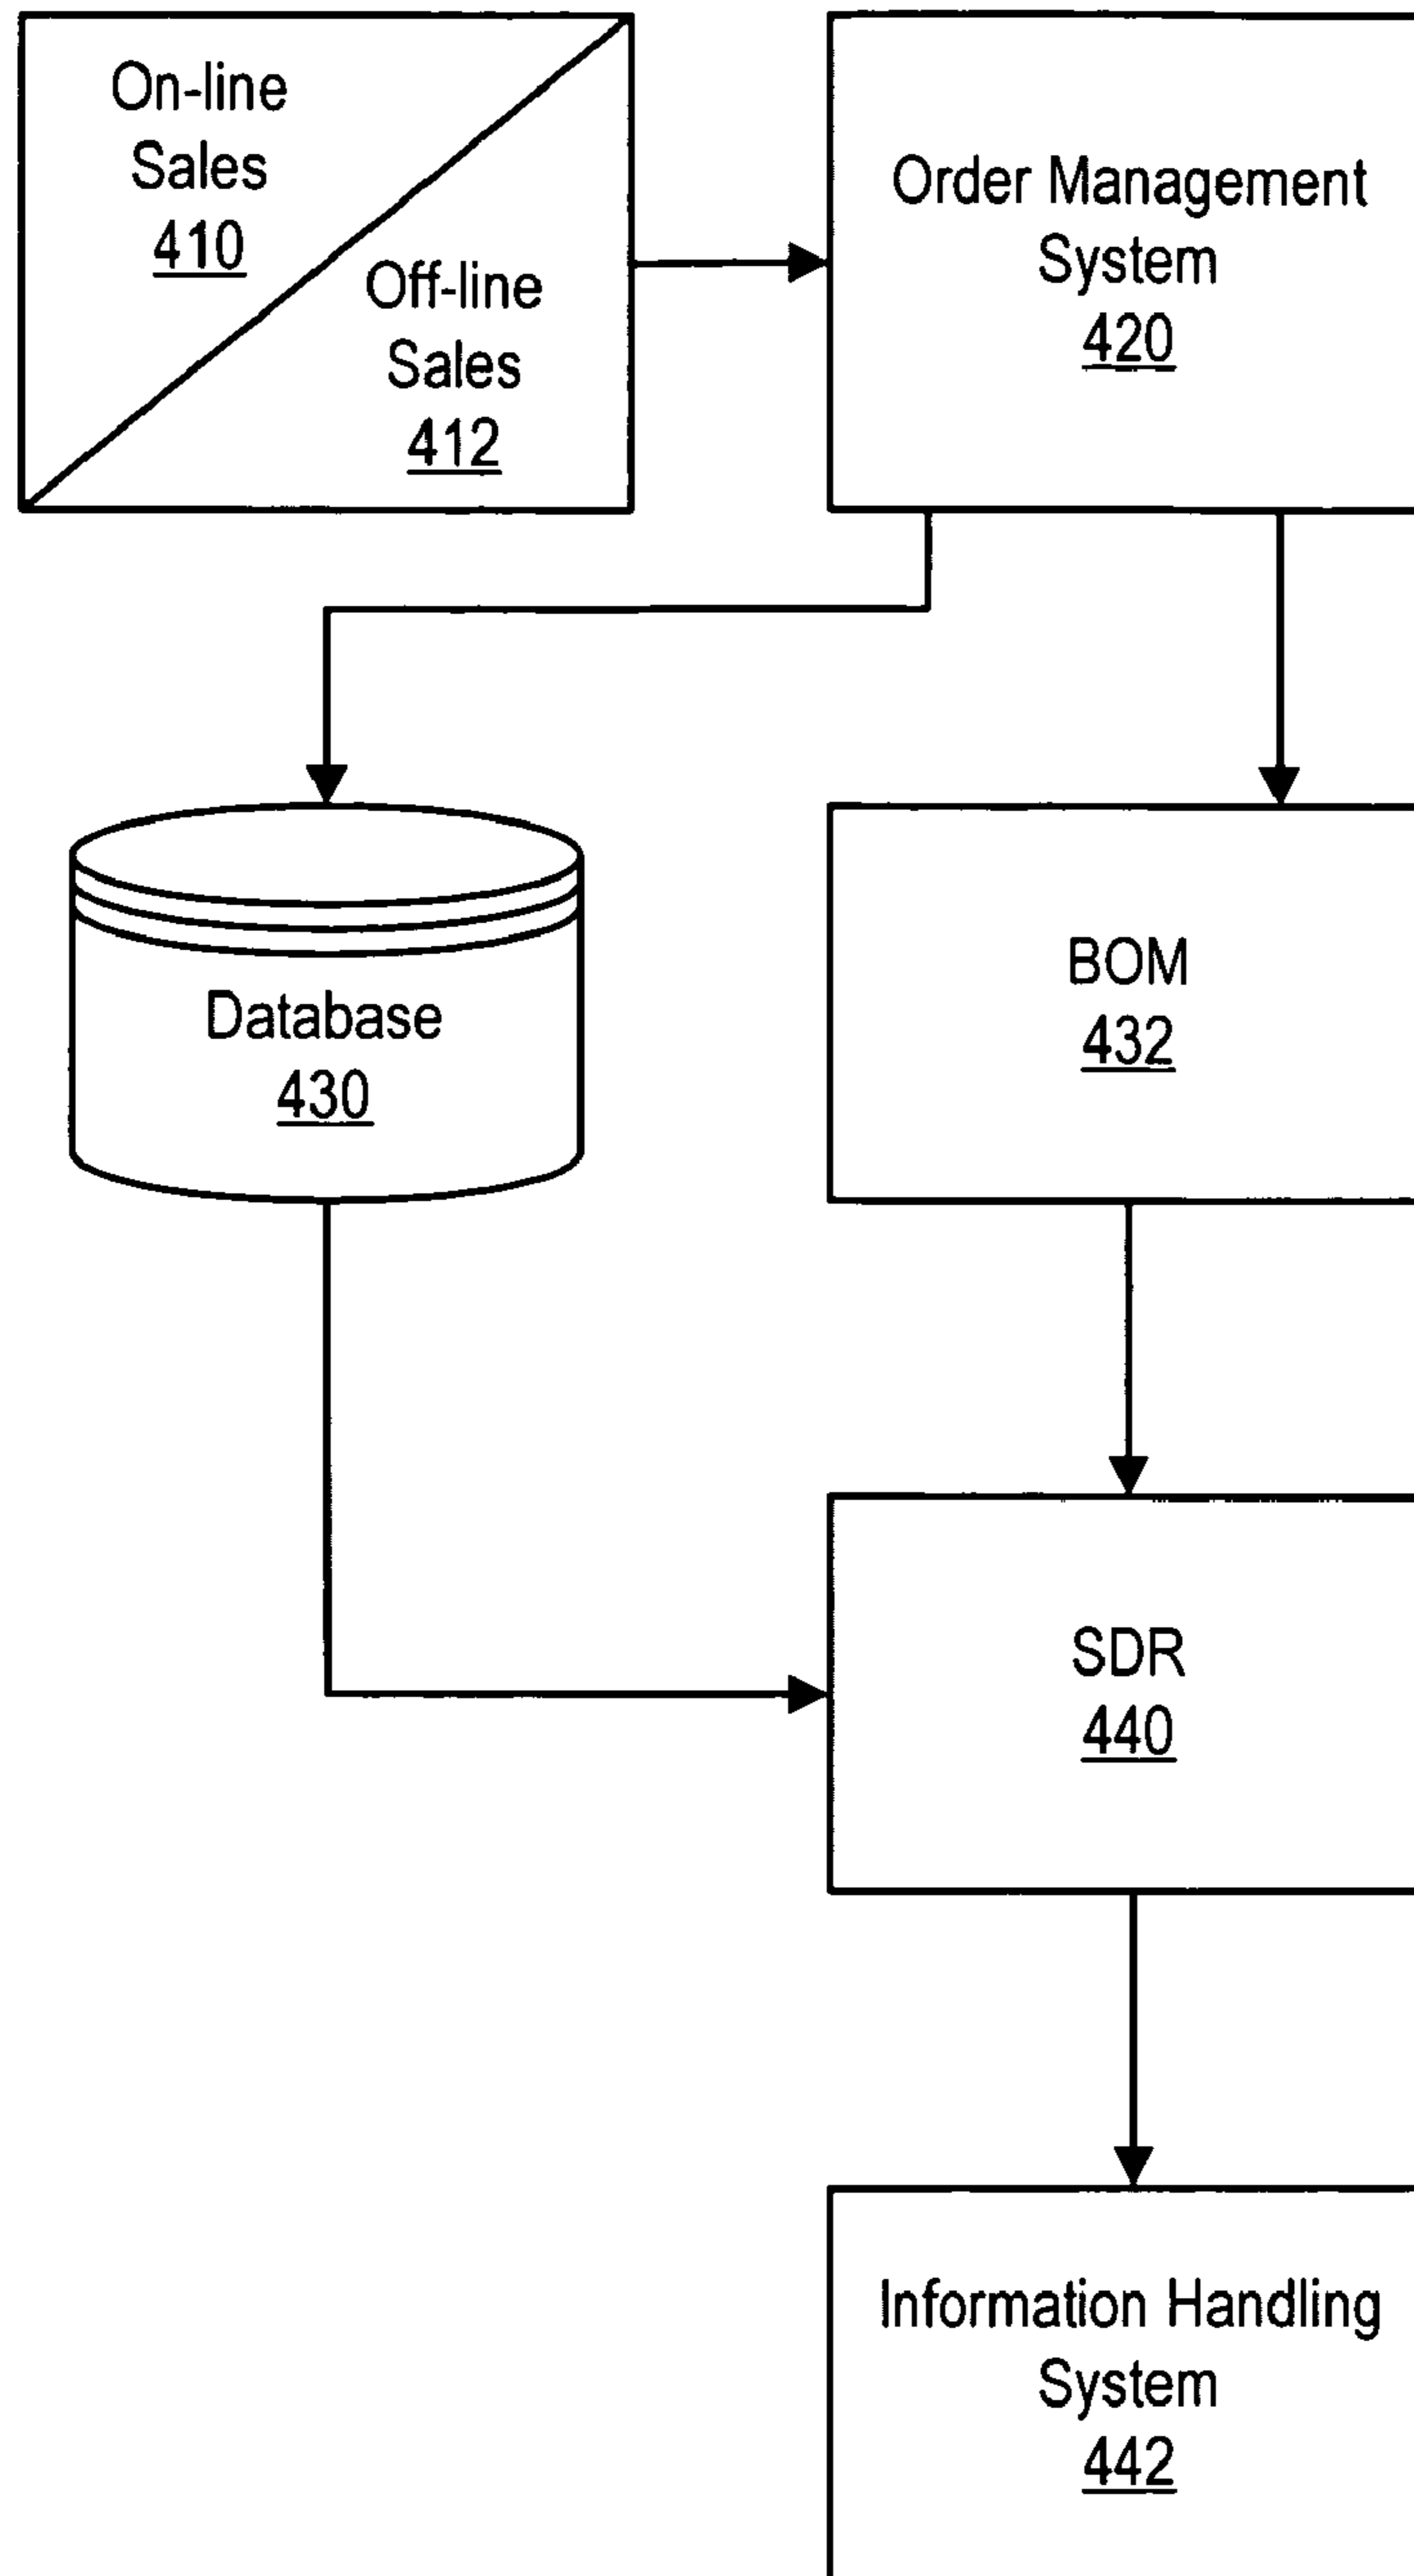 On-line
Sales
410
Off-line
Sales
412
Order Management
System
420
Database
430
BOM
432
SDR
440
Information Handling
System
442